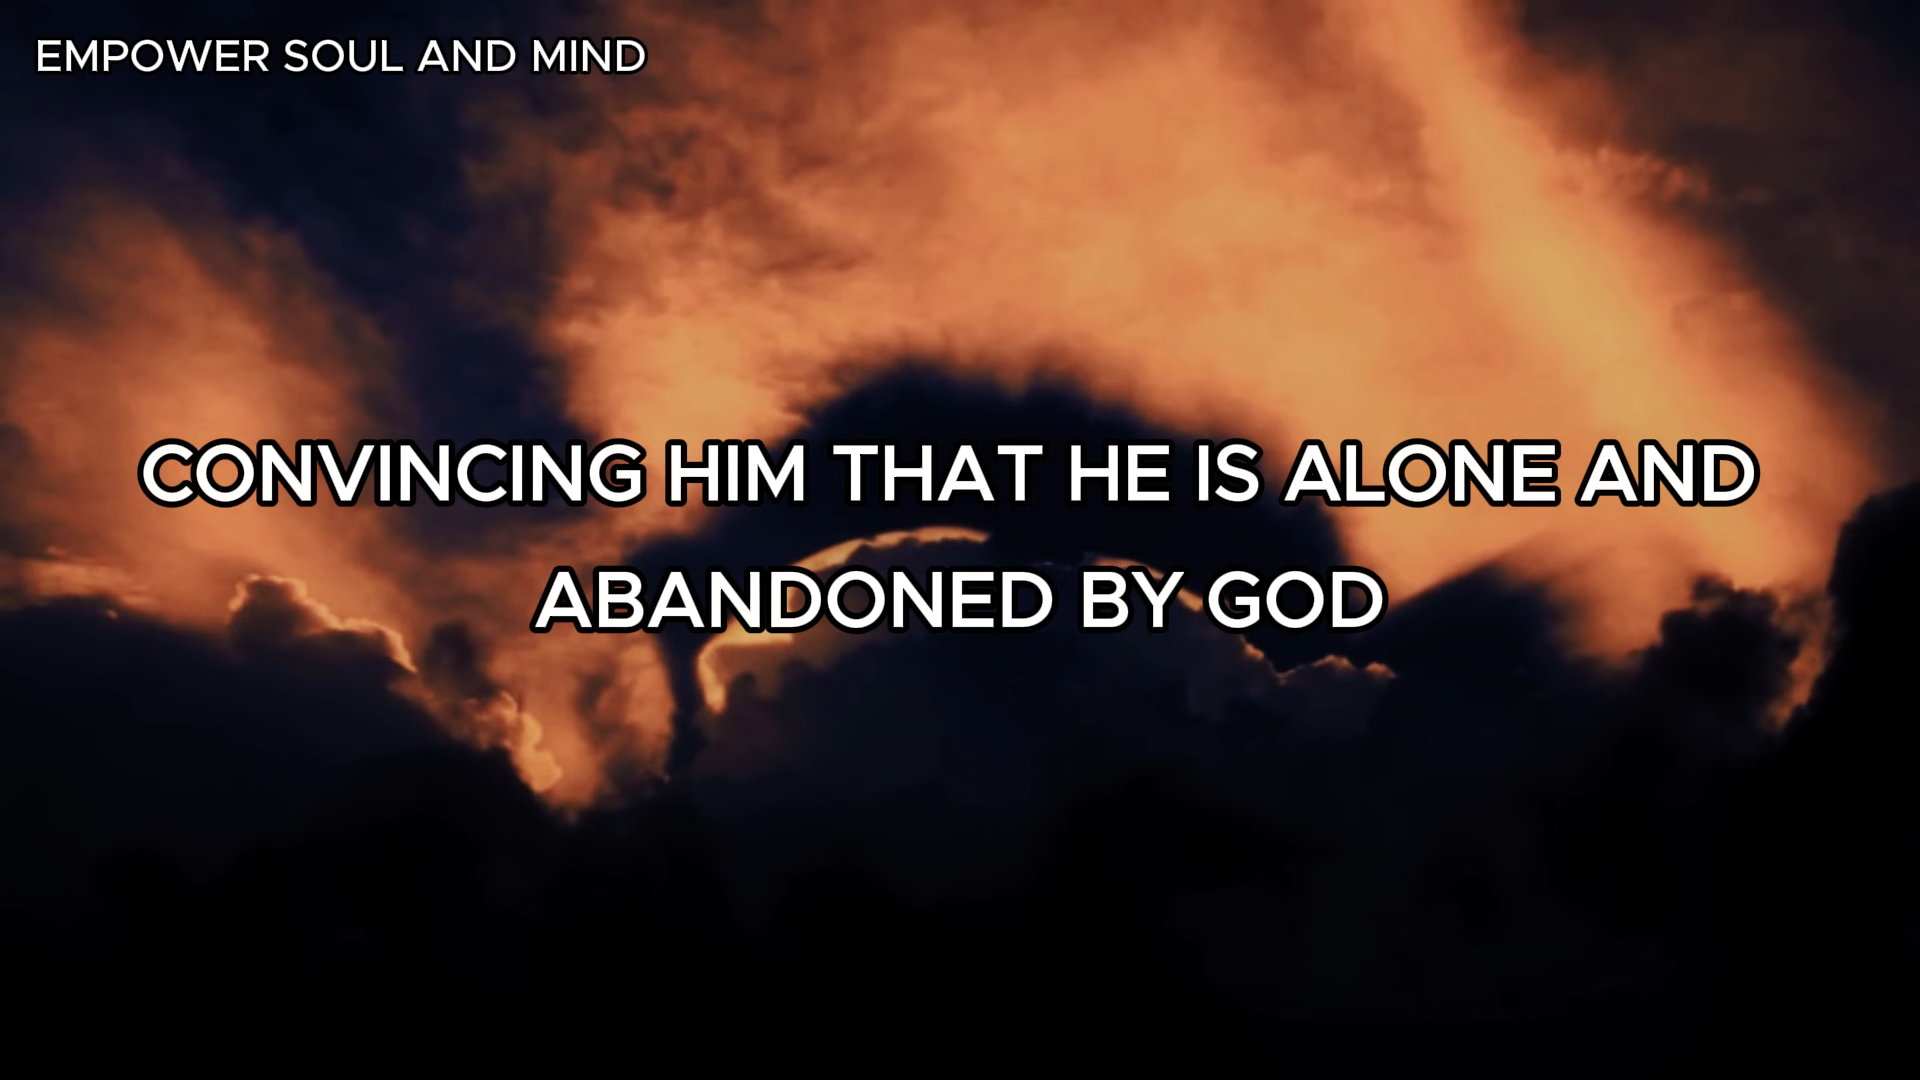 EMPOWER SOUL AND MIND
CONVINCING HIM THAT HE IS ALONE AND
ABANDONED BY GOD